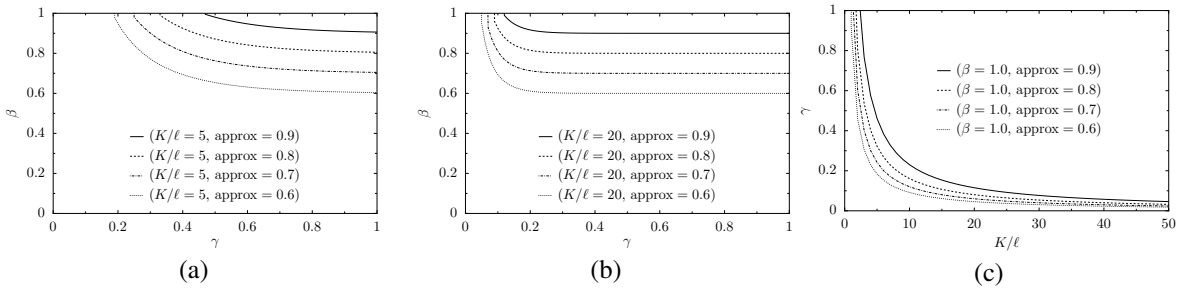 1
0.8
0.6
0.4
0.2
0
β
(K/ℓ = 5, approx = 0.9)
(K/ℓ = 5, approx = 0.8)
(K/ℓ = 5, approx = 0.7)
(K/ℓ = 5, approx = 0.6)
0 0.2 0.4 0.6 0.8 1
γ
(a)
1
0.8
0.6
0.4
0.2
0
β
(K/ℓ = 20, approx = 0.9)
(K/ℓ = 20, approx = 0.8)
(K/ℓ = 20, approx = 0.7)
(K/ℓ = 20, approx = 0.6)
0 0.2 0.4 0.6 0.8 1
γ
(b)
1
0.8
0.6
0.4
0.2
0
γ
(β = 1.0, approx = 0.9)
(β = 1.0, approx = 0.8)
(β = 1.0, approx = 0.7)
(β = 1.0, approx = 0.6)
0 10 20 30 40 50
K/ℓ
(c)